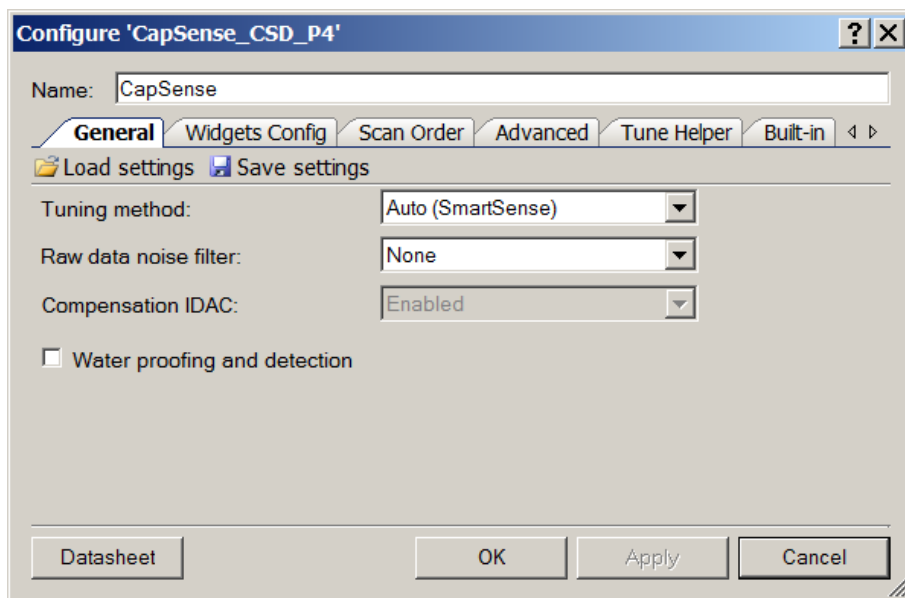 Configure 'CapSense_CSD_P4'
Name: CapSense
General Widgets Config Scan Order Advanced Tune Helper Built-in
Load settings Save settings
Tuning method: Auto (SmartSense)
Raw data noise filter: None
Compensation IDAC: Enabled
Water proofing and detection
Datasheet OK Apply Cancel